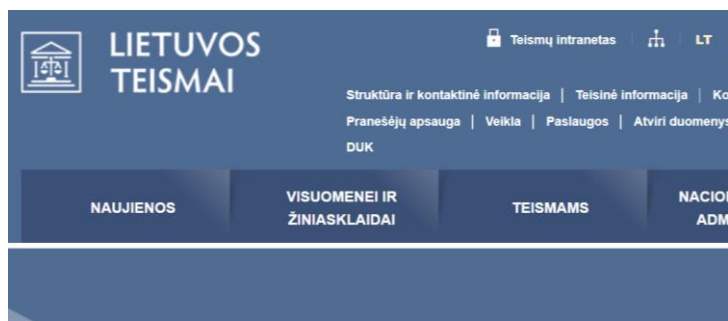 LIETUVOS
TEISMAI
Teismų intranetas
LT
Struktūra ir kontaktinė informacija | Teisinė informacija |
Pranešėjų apsauga | Veikla | Paslaugos | Atviri duomenys
DUK
NAUJIENOS
VISUOMENEI IR
ŽINIASKLAIDAI
TEISMAMS